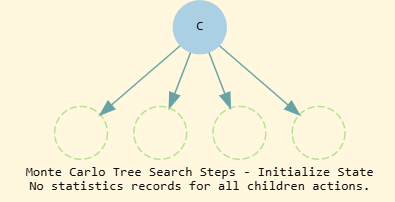 C
Monte Carlo Tree Search Steps - Initialize State
No statistics records for all children actions.